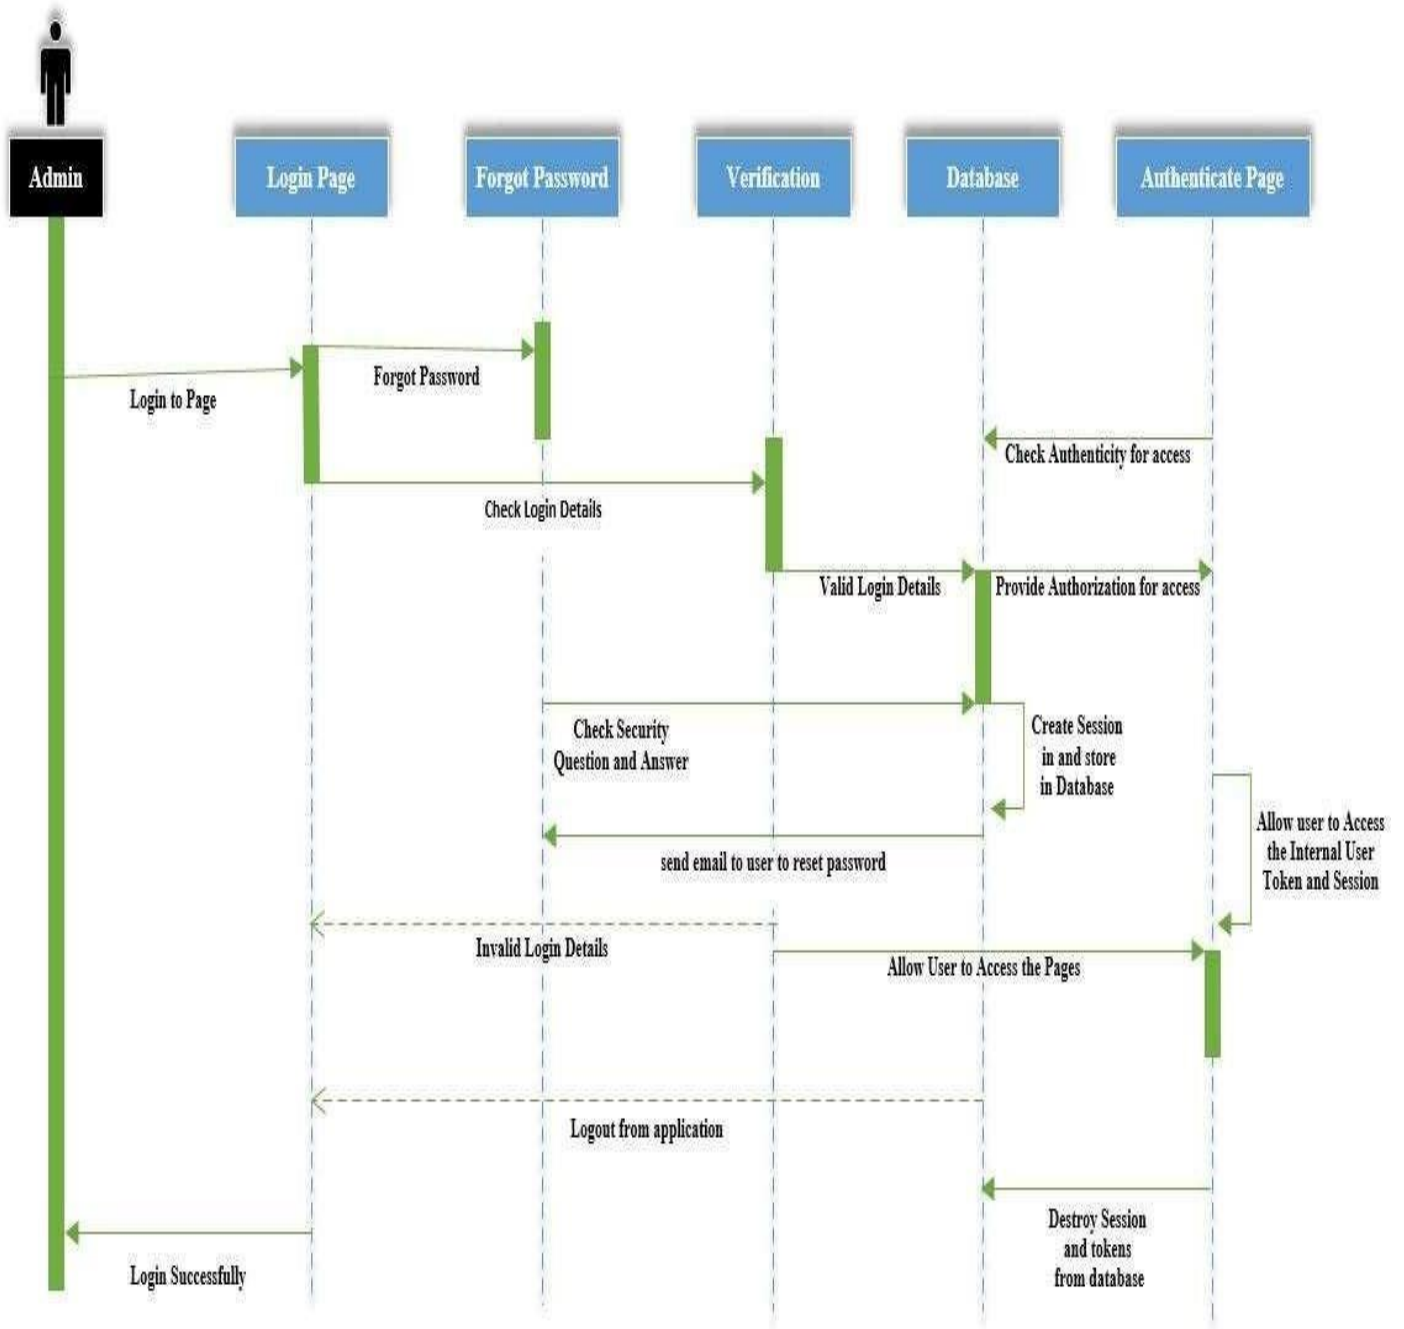 Admin
Login Page
Forgot Password
Verification
Database
Authenticate Page
Forgot Password
Login to Page
Check Authenticity for access
Check Login Details
Valid Login Details
Provide Authorization for access
Check Security
Question and Answer
Create Session
in and store
in Database
Allow user to Access
the Internal User
Token and Session
send email to user to reset password
Invalid Login Details
Allow User to Access the Pages
Logout from application
Destroy Session
and tokens
from database
Login Successfully